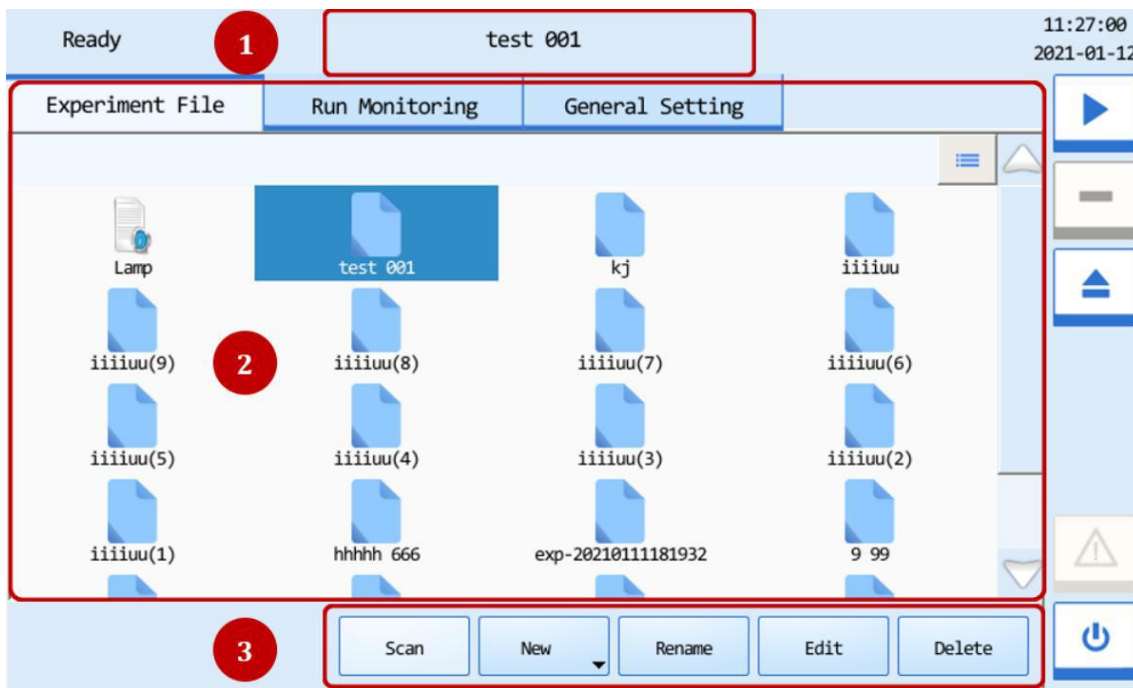 Ready
1
test 001
11:27:00
2021-01-12
Experiment File
Run Monitoring
General Setting
Lamp
test 001
kj
iiiiuu
iiiiuu(9)
2
iiiiuu(8)
iiiiuu(7)
iiiiuu(6)
iiiiuu(5)
iiiiuu(4)
iiiiuu(3)
iiiiuu(2)
iiiiuu(1)
hhhhh 666
exp-20210111181932
9 99
3
Scan
New
Rename
Edit
Delete